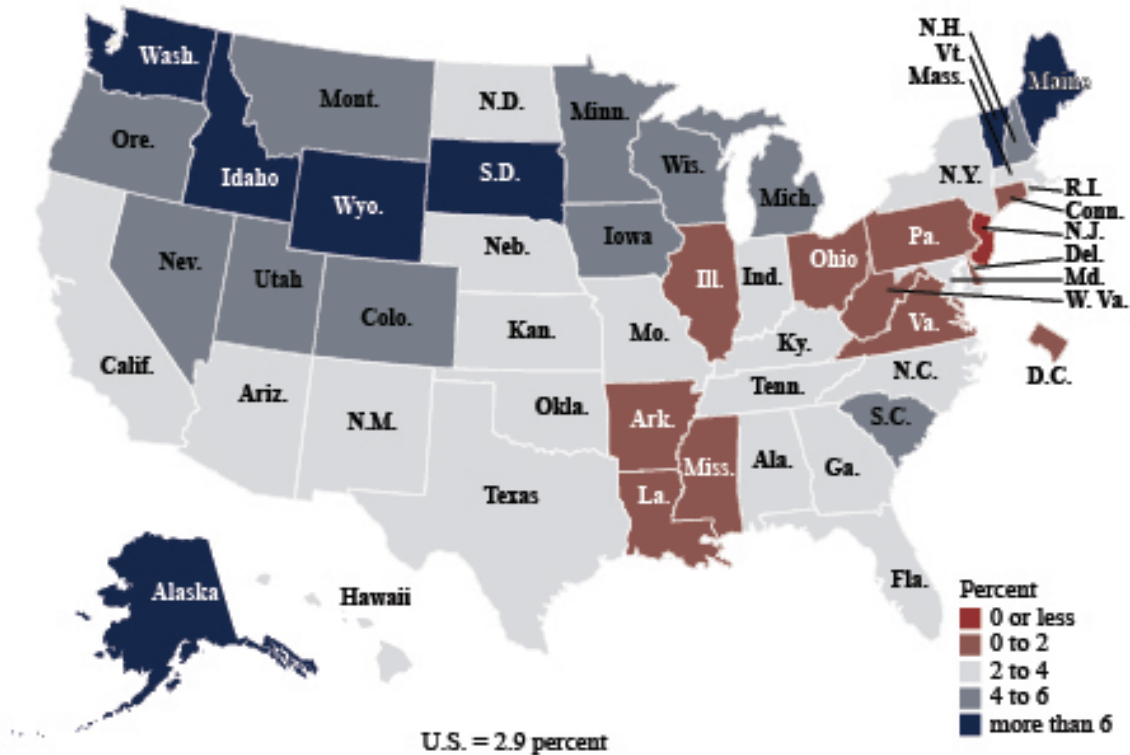 N.H.
Vt.
Mass.
Wash.
Maine
Mont.
N.D.
Minn.
Ore.
Idaho
S.D.
Wis.
Mich.
N.Y.
R.I.
Conn.
N.J.
Del.
Md.
W. Va.
Wyo.
Neb.
Iowa
Pa.
Ohio
Ill.
Ind.
Nev.
Utah
Colo.
Kan.
Mo.
Ky.
Va.
D.C.
Calif.
Ariz.
N.M.
Okla.
Tenn.
N.C.
Ark.
S.C.
Texas
La.
Miss.
Ala.
Ga.
Fla.
Alaska
Hawaii
Percent
0 or less
0 to 2
2 to 4
4 to 6
more than 6
U.S. = 2.9 percent